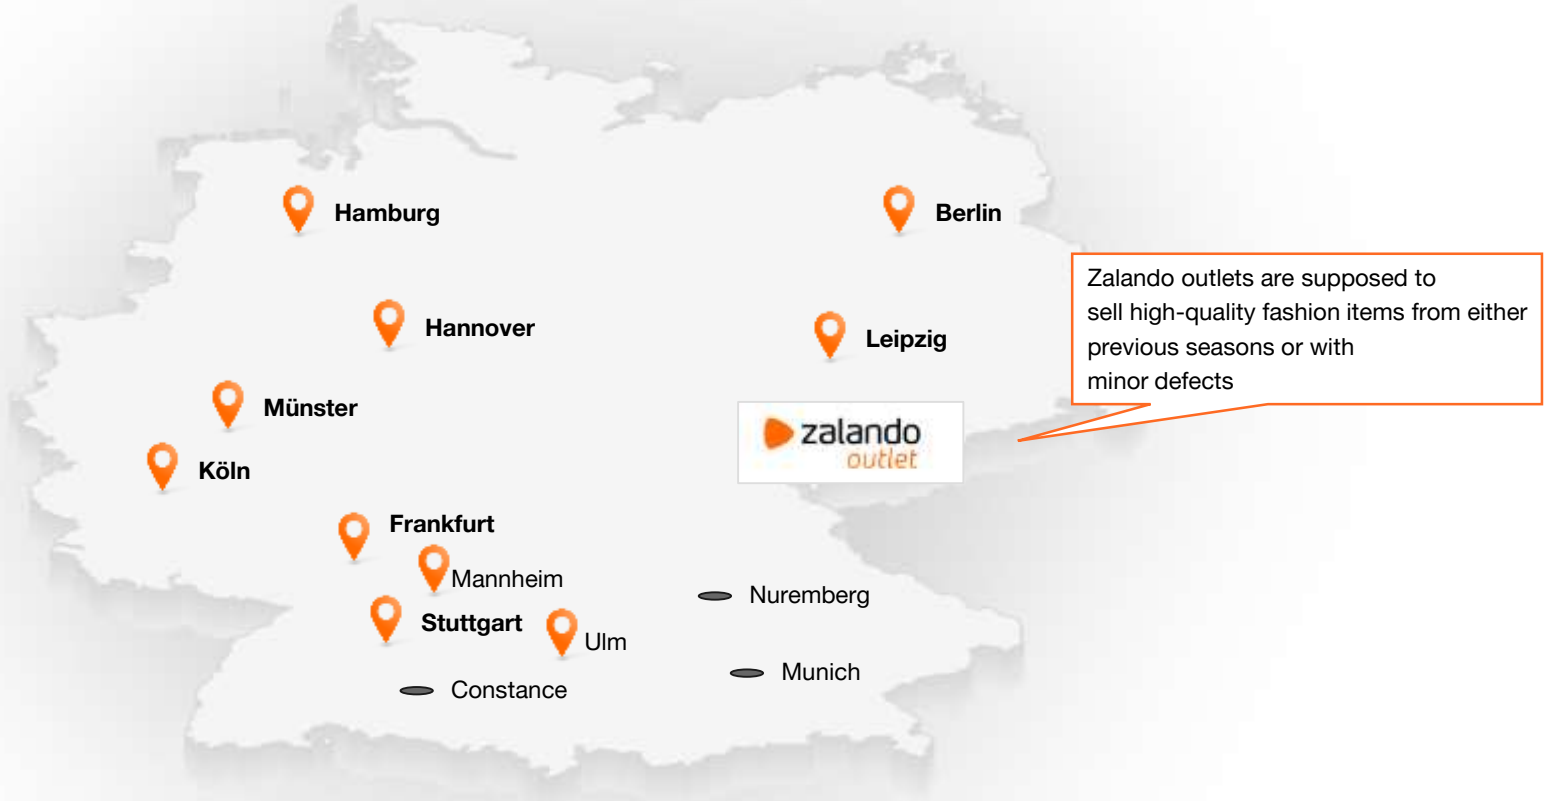 Hamburg
Berlin
Zalando outlets are supposed to
sell high-quality fashion items from either
previous seasons or with
minor defects
Hannover
Leipzig
Münster
zalando
outlet
Köln
Frankfurt
Mannheim
Nuremberg
Stuttgart
Ulm
Munich
Constance